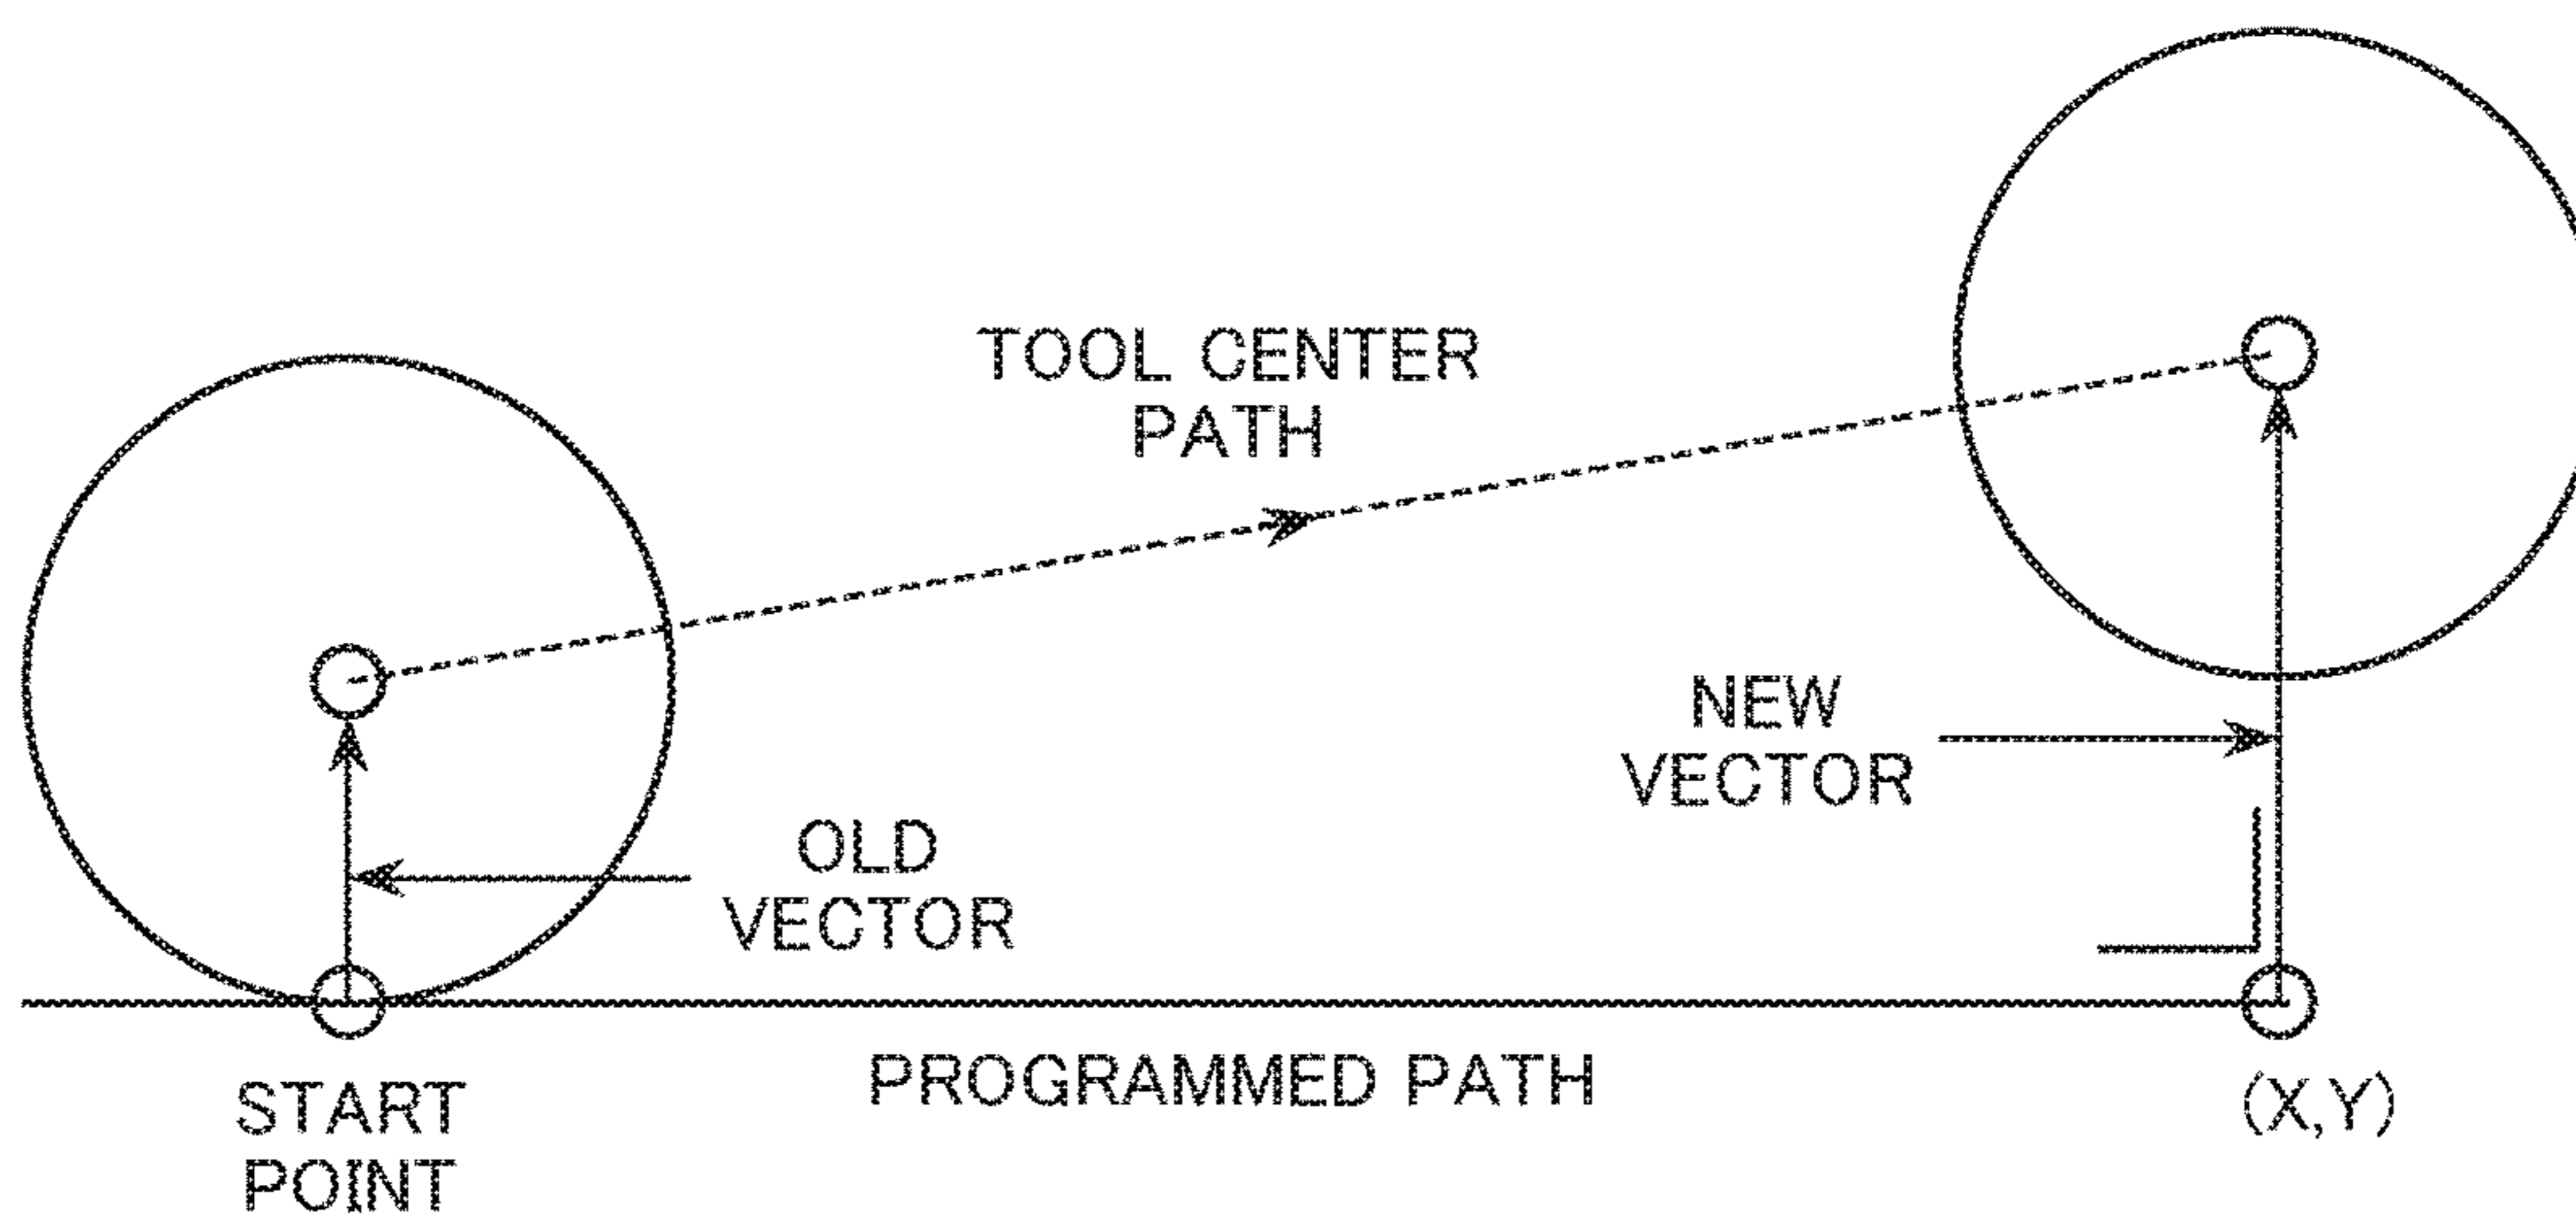 TOOL CENTER
PATH
NEW
VECTOR
OLD
VECTOR
PROGRAMMED PATH
START
POINT
(X,Y)